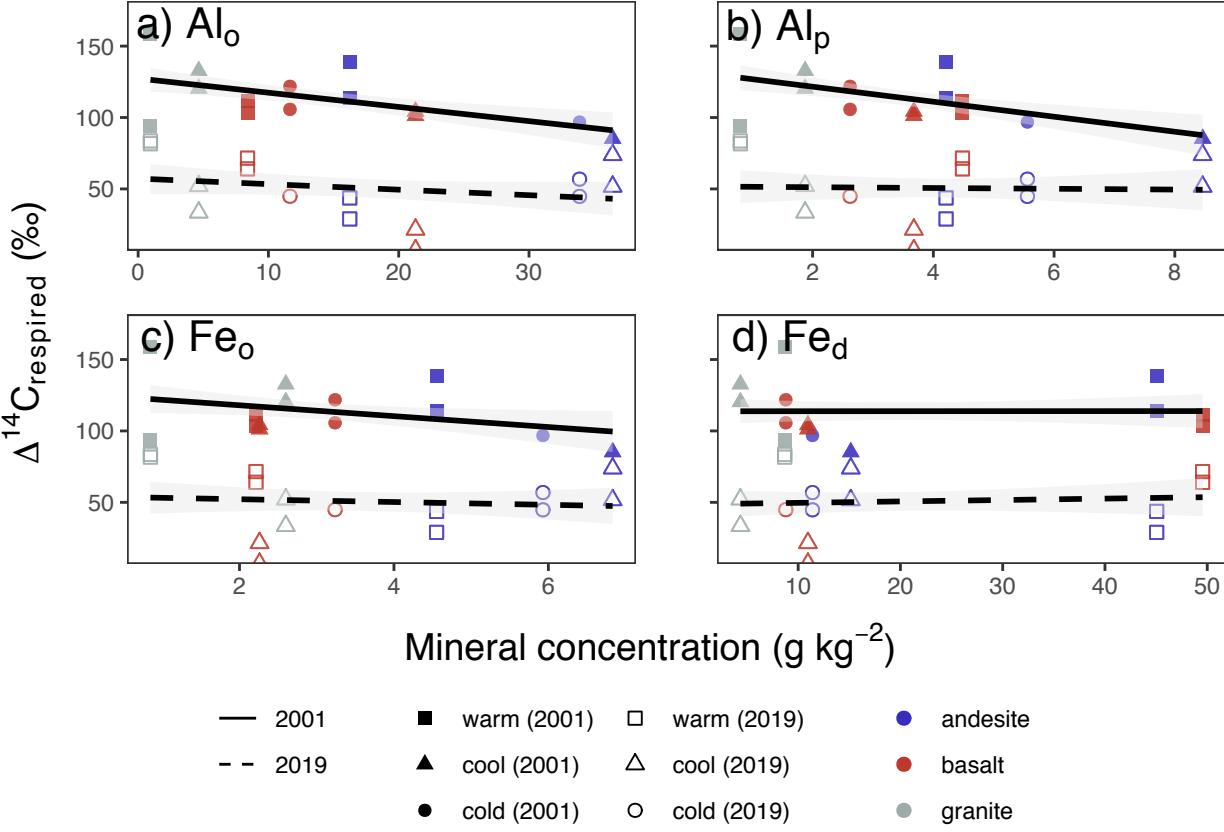 a) Alo
b) Alp
150
100
50
0 10 20 30
2 4 6 8
c) Feo
d) Fed
150
100
50
2 4 6
10 20 30 40 50
Δ14Crespired (‰)
Mineral concentration (g kg−2)
2001 warm (2001) warm (2019) andesite
2019 cool (2001) cool (2019) basalt
cold (2001) cold (2019) granite